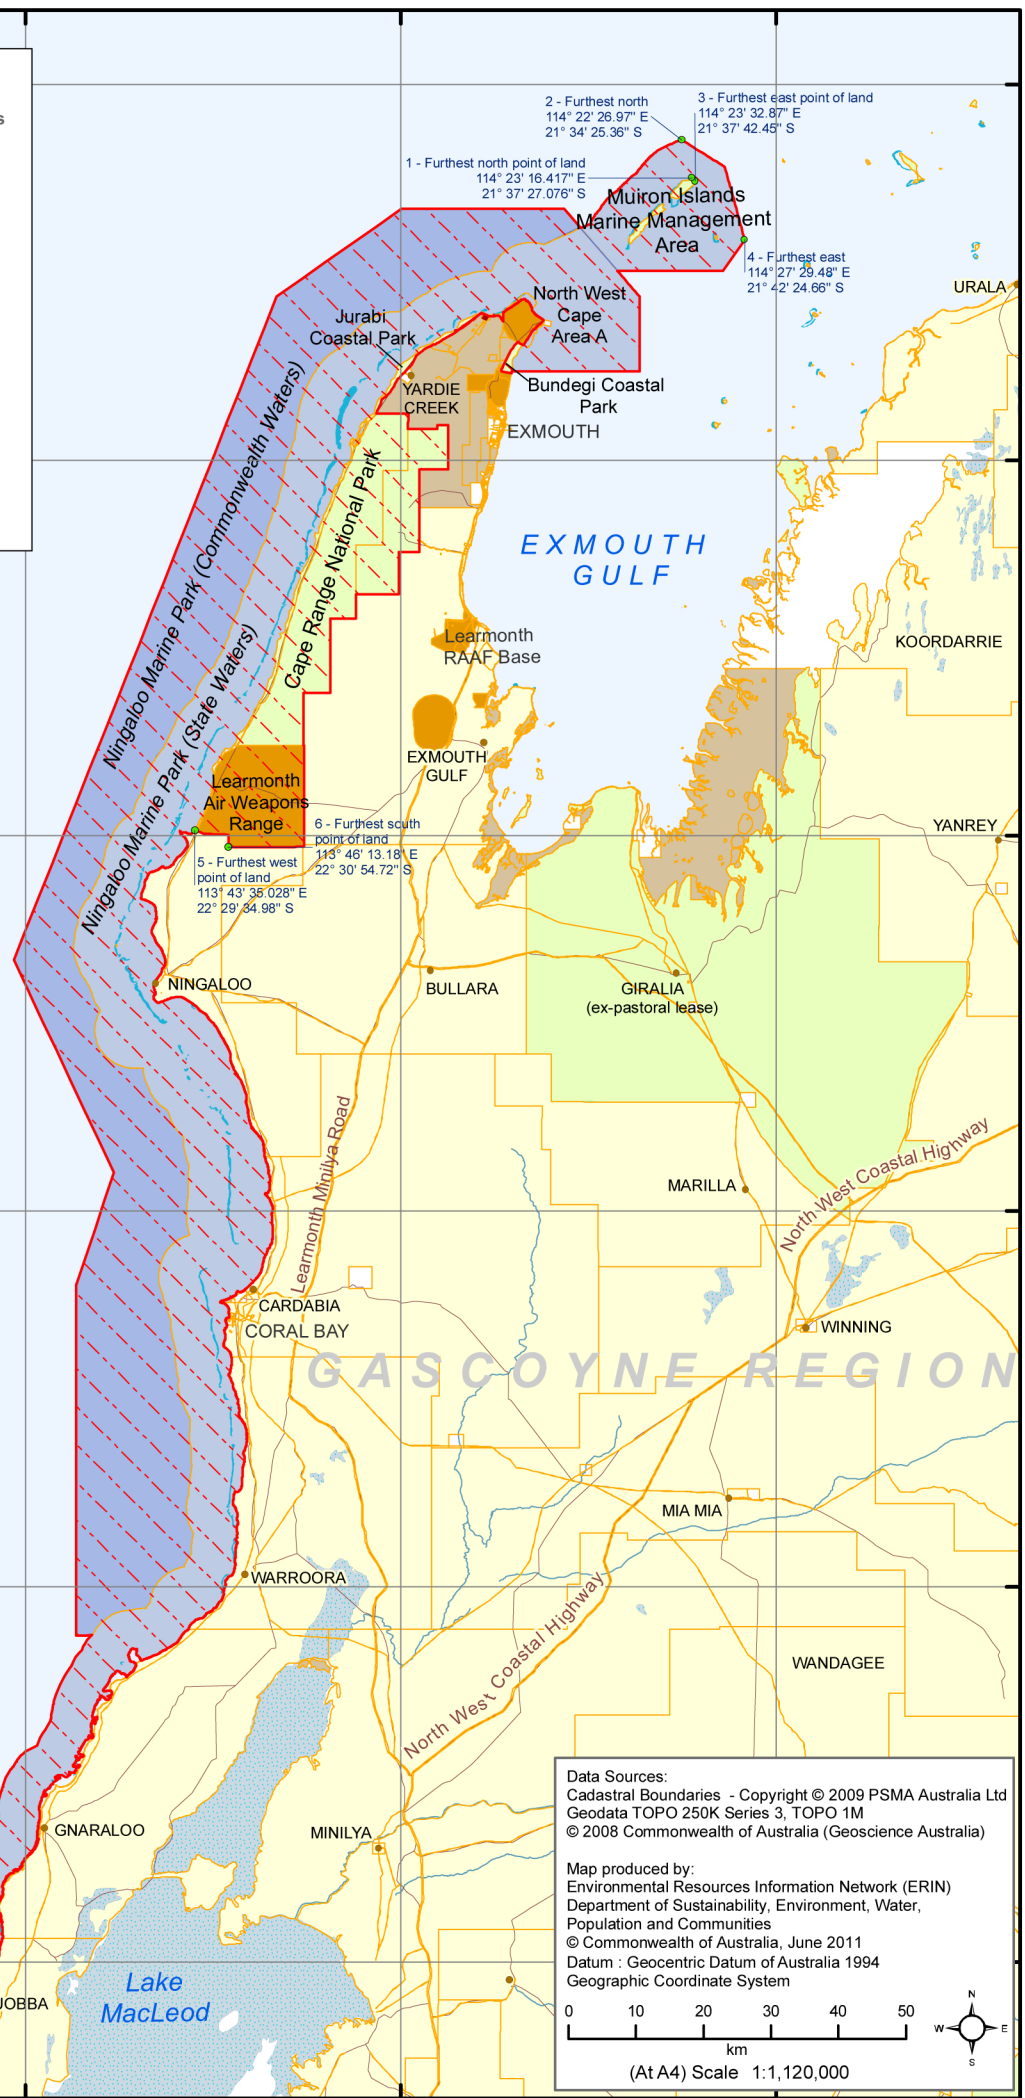 s
2 - Furthest north
114° 22' 26.97" E
21° 34' 25.36" S
3 - Furthest east point of land
114° 23' 32.87" E
21° 37' 42.45" S
1 - Furthest north point of land
114° 23' 16.417" E
21° 37' 27.076" S
Muiron Islands
Marine Management
Area
4 - Furthest east
114° 27' 29.48" E
21° 42' 24.66" S
URALA
North West
Cape
Area A
Jurabi
Coastal Park
YARDIE
CREEK
Bundegi Coastal
Park
EXMOUTH
EXMOUTH
GULF
Ningaloo Marine Park (Commonwealth Waters)
Ningaloo Marine Park (State Waters)
Cape Range National Park
Learmonth
RAAF Base
KOORDARRIE
EXMOUTH
GULF
Learmonth
Air Weapons
Range
6 - Furthest south
point of land
113° 46' 13.18" E
22° 30' 54.72" S
5 - Furthest west
point of land
113° 43' 35.028" E
22° 29' 34.98" S
YANREY
NINGALOO
BULLARA
GIRALIA
(ex-pastoral lease)
Learmonth Minilya Road
MARILLA
North West Coastal Highway
CARDABIA
CORAL BAY
WINNING
GASCOYNE REGION
MIA MIA
WARROORA
North West Coastal Highway
WANDAGEE
GNARALOO
MINILYA
Lake
MacLeod
JOBBA
Data Sources:
Cadastral Boundaries - Copyright © 2009 PSMA Australia Ltd
Geodata TOPO 250K Series 3, TOPO 1M
© 2008 Commonwealth of Australia (Geoscience Australia)
Map produced by:
Environmental Resources Information Network (ERIN)
Department of Sustainability, Environment, Water,
Population and Communities
© Commonwealth of Australia, June 2011
Datum : Geocentric Datum of Australia 1994
Geographic Coordinate System
0 10 20 30 40 50
km
(At A4) Scale 1:1,120,000
N
W E
S